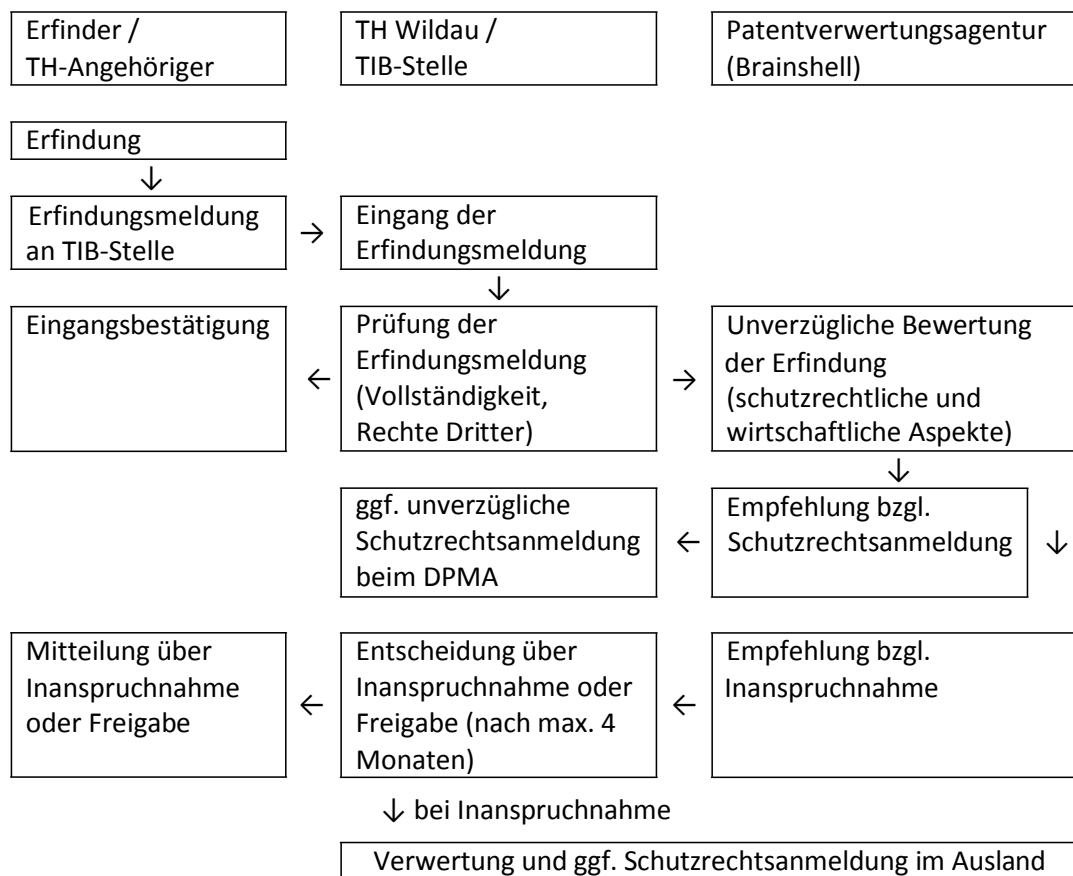 Erfinder /
TH-Angehöriger
TH Wildau /
TIB-Stelle
Patentverwertungsagentur
(Brainshell)
Erfindung
↓
Erfindungsmeldung
an TIB-Stelle
→
Eingang der
Erfindungsmeldung
↓
Eingangsbestätigung
←
Prüfung der
Erfindungsmeldung
(Vollständigkeit,
Rechte Dritter)
→
Unverzügliche Bewertung
der Erfindung
(schutzrechtliche und
wirtschaftliche Aspekte)
↓
ggf. unverzügliche
Schutzrechtsanmeldung
beim DPMA
←
Empfehlung bzgl.
Schutzrechtsanmeldung
↓
Mitteilung über
Inanspruchnahme
oder Freigabe
←
Entscheidung über
Inanspruchnahme oder
Freigabe (nach max. 4
Monaten)
←
Empfehlung bzgl.
Inanspruchnahme
↓ bei Inanspruchnahme
Verwertung und ggf. Schutzrechtsanmeldung im Ausland